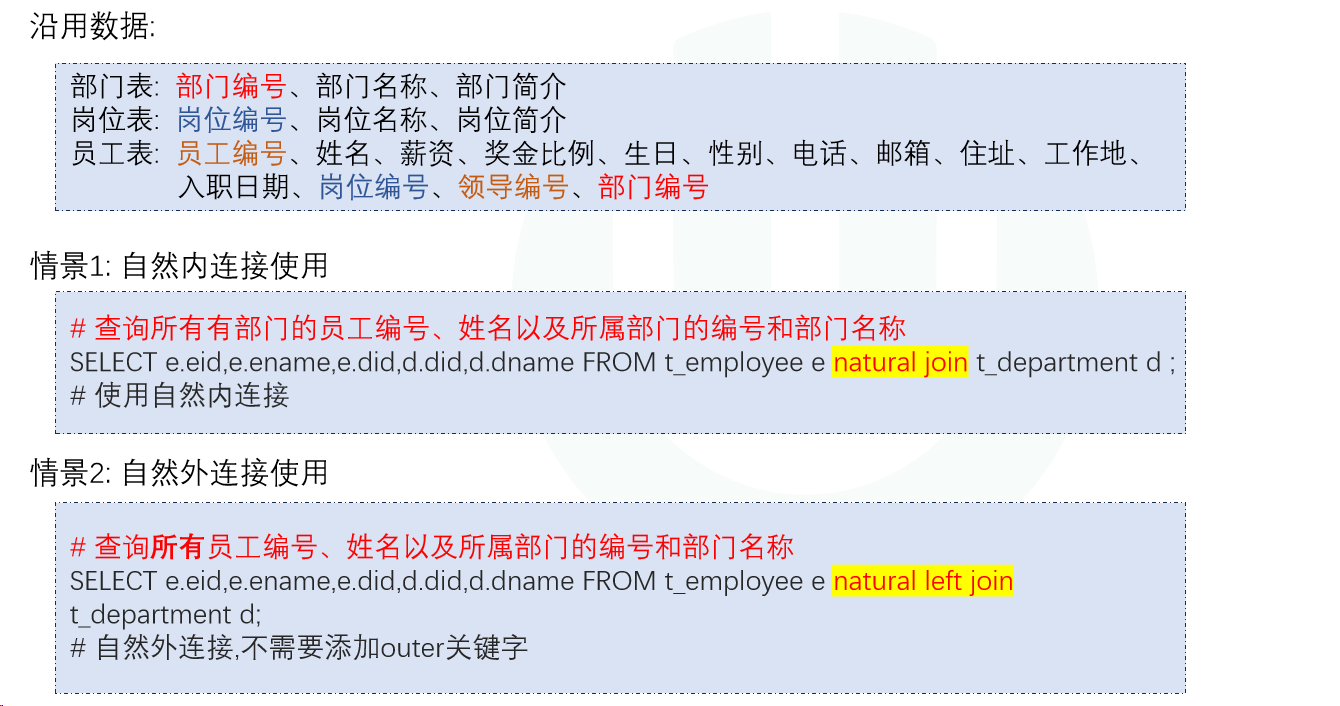 沿用数据:
部门表: 部门编号、部门名称、部门简介
岗位表: 岗位编号、岗位名称、岗位简介
员工表: 员工编号、姓名、薪资、奖金比例、生日、性别、电话、邮箱、住址、工作地、
入职日期、岗位编号、领导编号、部门编号
情景1: 自然内连接使用
# 查询所有有部门的员工编号、姓名以及所属部门的编号和部门名称
SELECT e.eid,e.ename,e.did,d.did,d.dname FROM t_employee e natural join t_department d ;
# 使用自然内连接
情景2: 自然外连接使用
# 查询所有员工编号、姓名以及所属部门的编号和部门名称
SELECT e.eid,e.ename,e.did,d.did,d.dname FROM t_employee e natural left join
t_department d;
# 自然外连接,不需要添加outer关键字